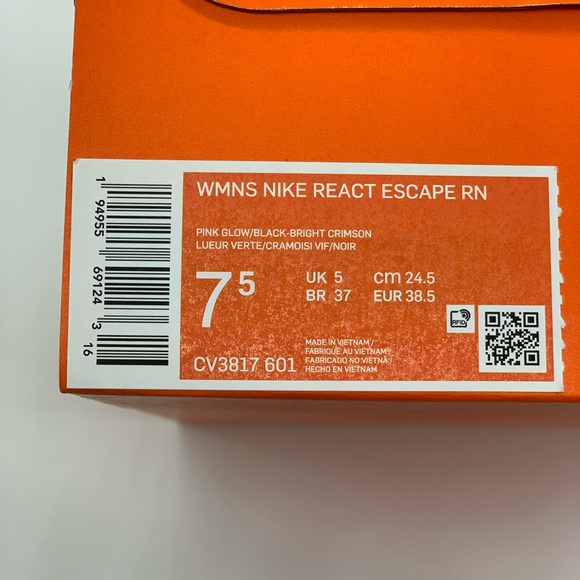 WMNS NIKE REACT ESCAPE RN
PINK GLOW/BLACK-BRIGHT CRIMSON
LUEUR VERTE/CRAMOISI VIF/NOIR
7 5
UK 5 cm 24.5
BR 37 EUR 38.5
CV3817 601
MADE IN VIETNAM/
FABRIQUE AU VIETNAM/
FABRICADO NO VIETNÃ/
HECHO EN VIETNAM
RFID
1 94955 69124 3 16